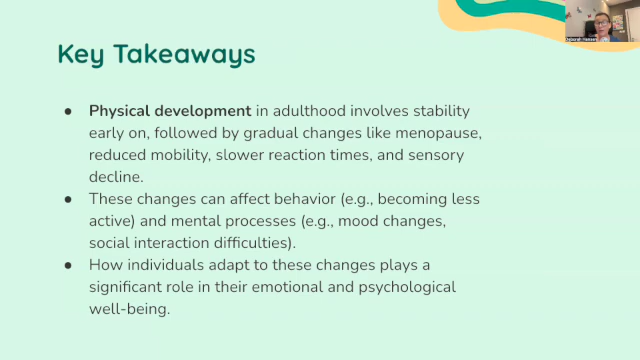 Key Takeaways
● Physical development in adulthood involves stability
early on, followed by gradual changes like menopause,
reduced mobility, slower reaction times, and sensory
decline.
● These changes can affect behavior (e.g., becoming less
active) and mental processes (e.g., mood changes,
social interaction difficulties).
● How individuals adapt to these changes plays a
significant role in their emotional and psychological
well-being.